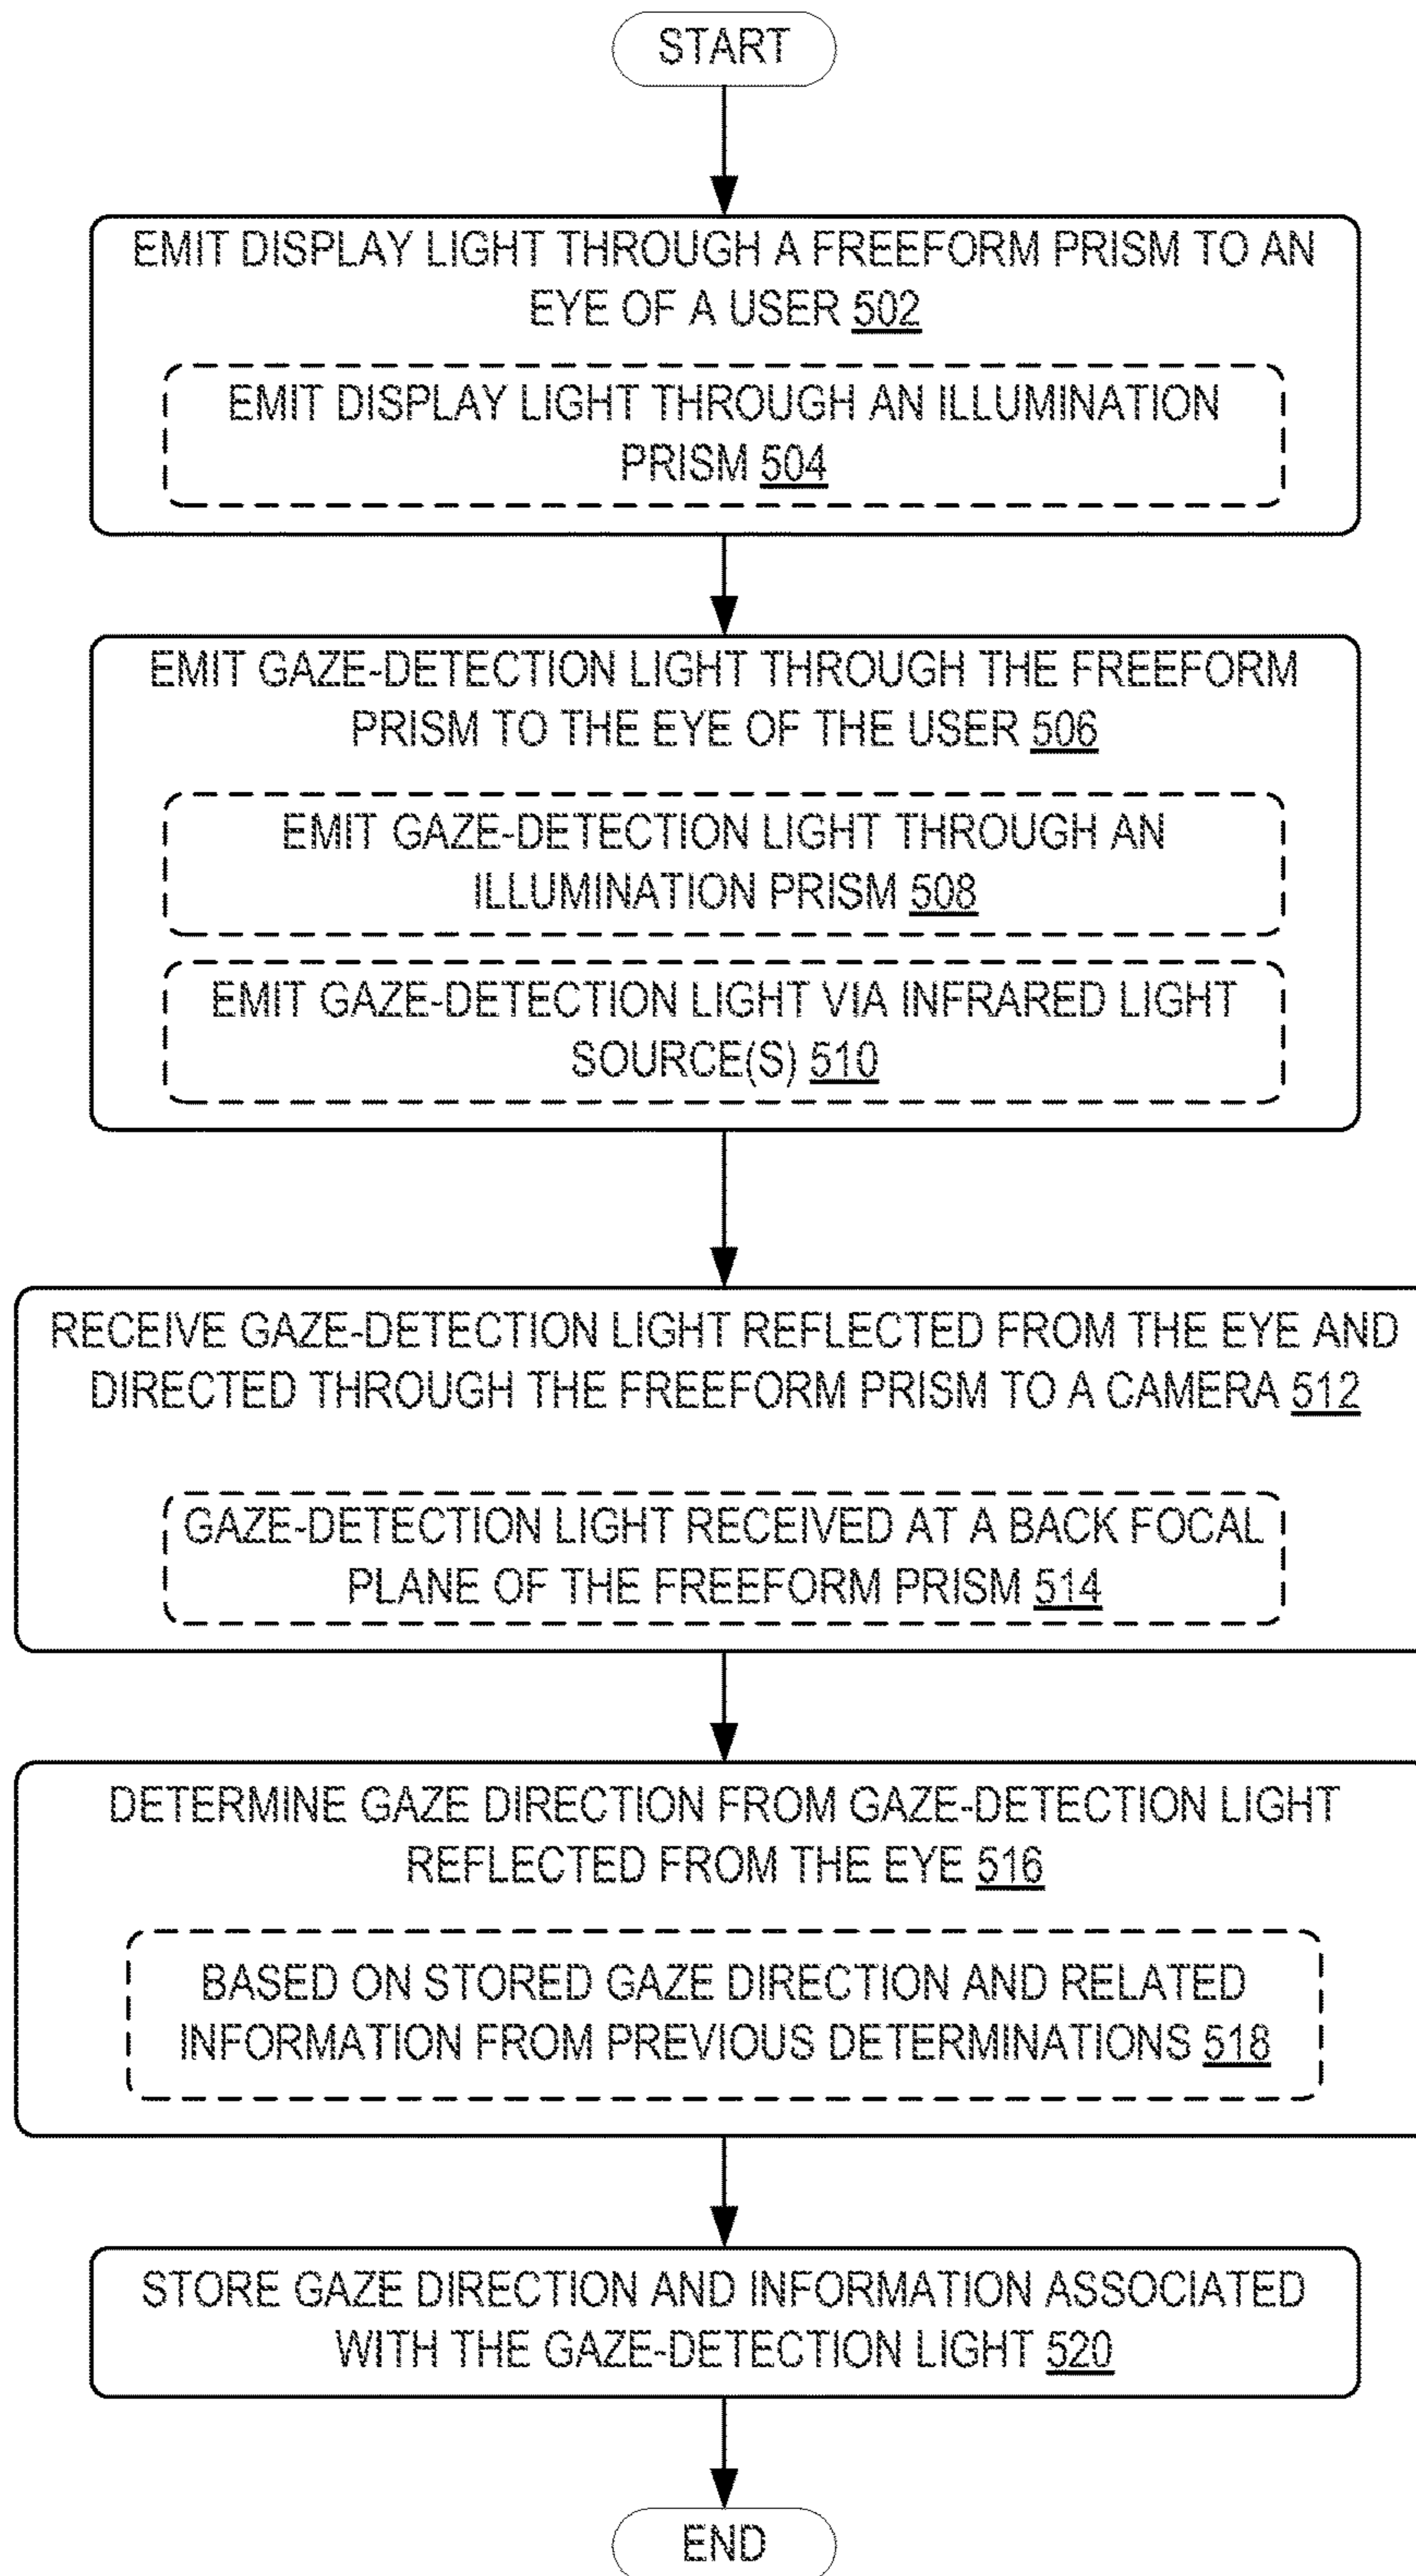 START
EMIT DISPLAY LIGHT THROUGH A FREEFORM PRISM TO AN
EYE OF A USER 502
EMIT DISPLAY LIGHT THROUGH AN ILLUMINATION
PRISM 504
EMIT GAZE-DETECTION LIGHT THROUGH THE FREEFORM
PRISM TO THE EYE OF THE USER 506
EMIT GAZE-DETECTION LIGHT THROUGH AN
ILLUMINATION PRISM 508
EMIT GAZE-DETECTION LIGHT VIA INFRARED LIGHT
SOURCE(S) 510
RECEIVE GAZE-DETECTION LIGHT REFLECTED FROM THE EYE AND
DIRECTED THROUGH THE FREEFORM PRISM TO A CAMERA 512
GAZE-DETECTION LIGHT RECEIVED AT A BACK FOCAL
PLANE OF THE FREEFORM PRISM 514
DETERMINE GAZE DIRECTION FROM GAZE-DETECTION LIGHT
REFLECTED FROM THE EYE 516
BASED ON STORED GAZE DIRECTION AND RELATED
INFORMATION FROM PREVIOUS DETERMINATIONS 518
STORE GAZE DIRECTION AND INFORMATION ASSOCIATED
WITH THE GAZE-DETECTION LIGHT 520
END